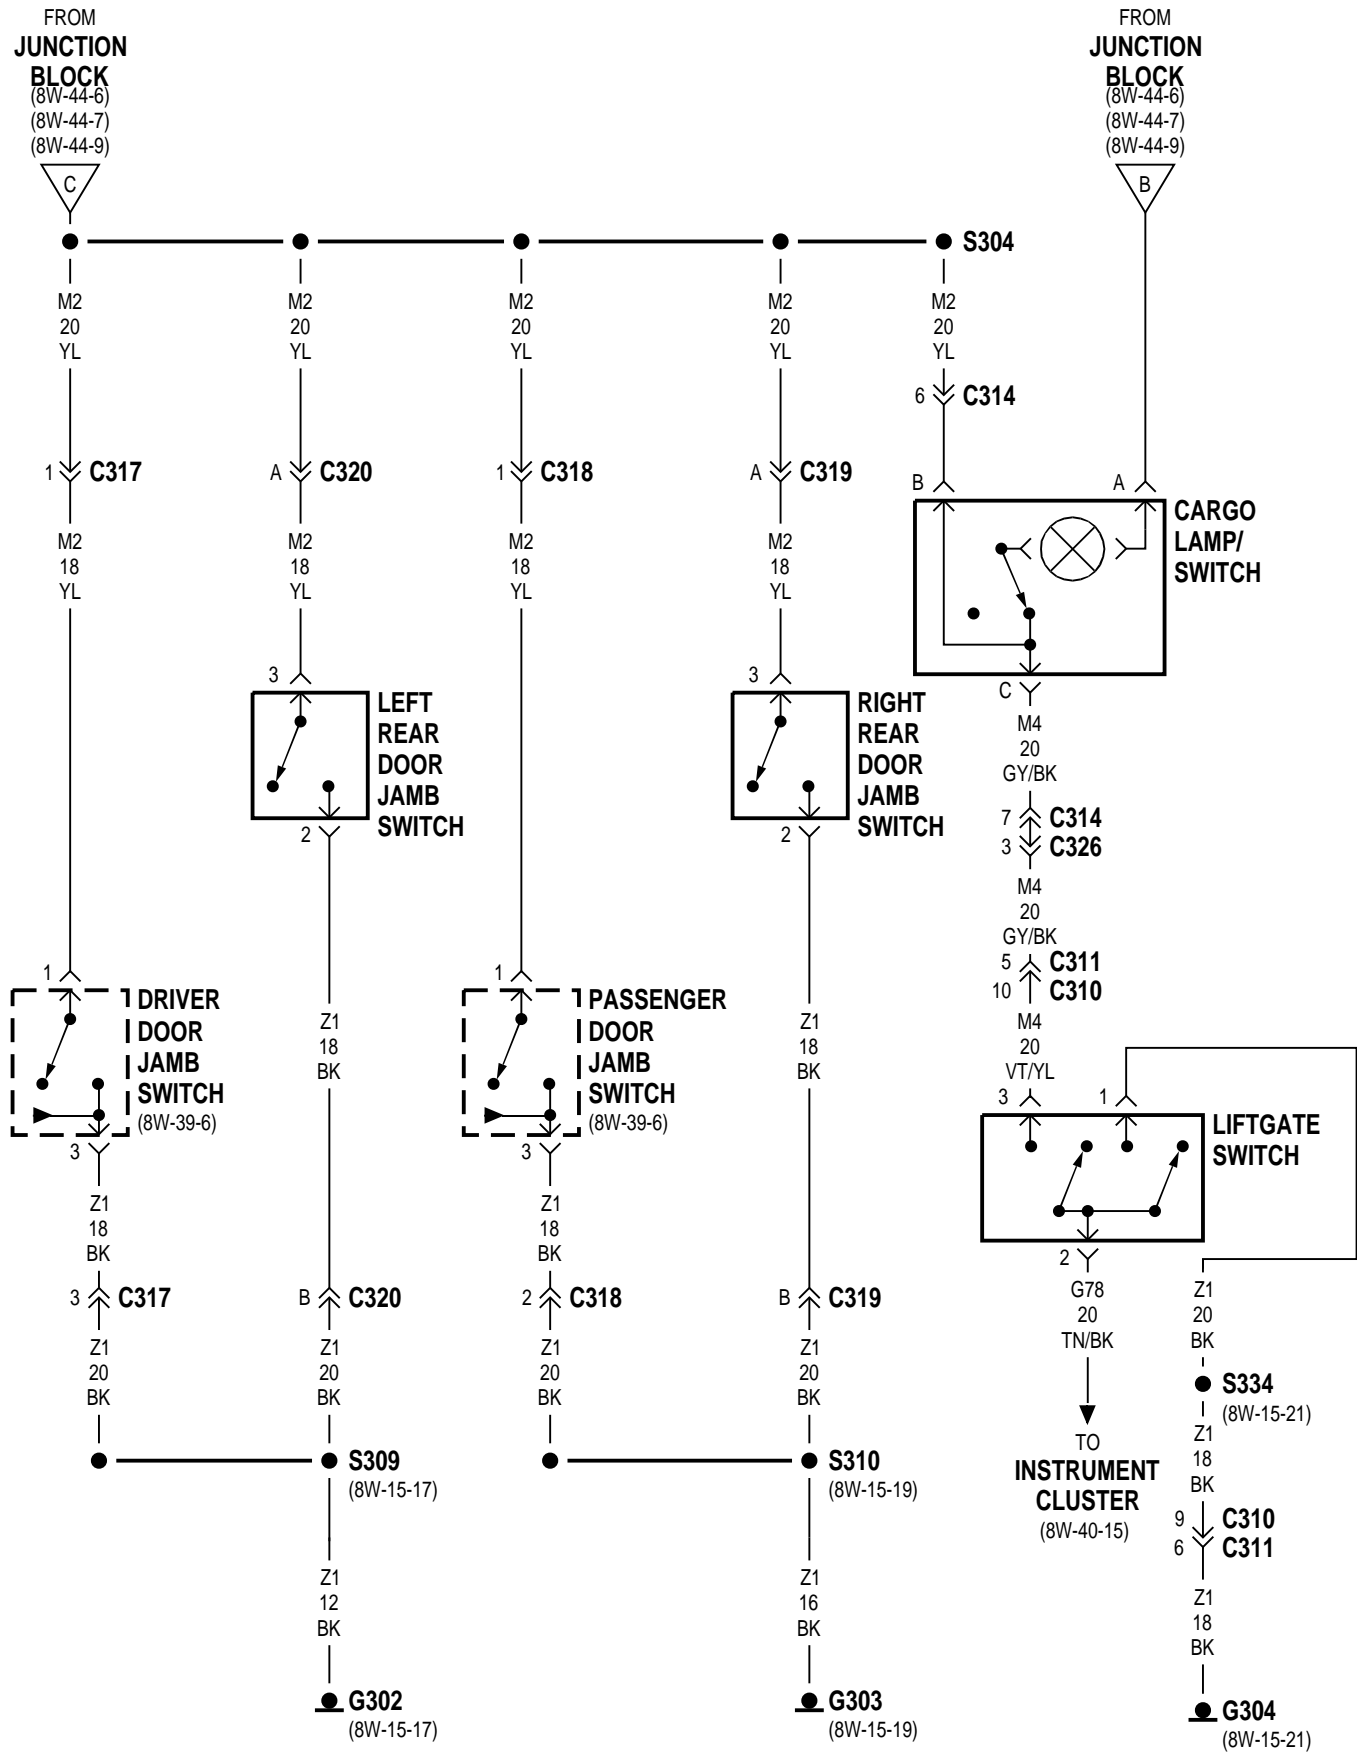 FROM
JUNCTION
BLOCK
(8W-44-6)
(8W-44-7)
(8W-44-9)
C
FROM
JUNCTION
BLOCK
(8W-44-6)
(8W-44-7)
(8W-44-9)
B
S304
M2
20
YL
M2
20
YL
M2
20
YL
M2
20
YL
M2
20
YL
6
C314
1
C317
A
C320
1
C318
A
C319
B
A
CARGO
LAMP/
SWITCH
M2
18
YL
M2
18
YL
M2
18
YL
M2
18
YL
3
LEFT
REAR
DOOR
JAMB
SWITCH
2
3
RIGHT
REAR
DOOR
JAMB
SWITCH
2
C
M4
20
GY/BK
7
C314
3
C326
M4
20
GY/BK
5
C311
10
C310
M4
20
VT/YL
1
DRIVER
DOOR
JAMB
SWITCH
(8W-39-6)
3
Z1
18
BK
1
PASSENGER
DOOR
JAMB
SWITCH
(8W-39-6)
3
Z1
18
BK
3
1
LIFTGATE
SWITCH
2
Z1
18
BK
Z1
18
BK
3
C317
B
C320
2
C318
B
C319
G78
20
TN/BK
Z1
20
BK
Z1
20
BK
Z1
20
BK
Z1
20
BK
Z1
20
BK
S334
(8W-15-21)
TO
INSTRUMENT
CLUSTER
(8W-40-15)
Z1
18
BK
S309
(8W-15-17)
S310
(8W-15-19)
9
C310
6
C311
Z1
12
BK
Z1
16
BK
Z1
18
BK
G302
(8W-15-17)
G303
(8W-15-19)
G304
(8W-15-21)